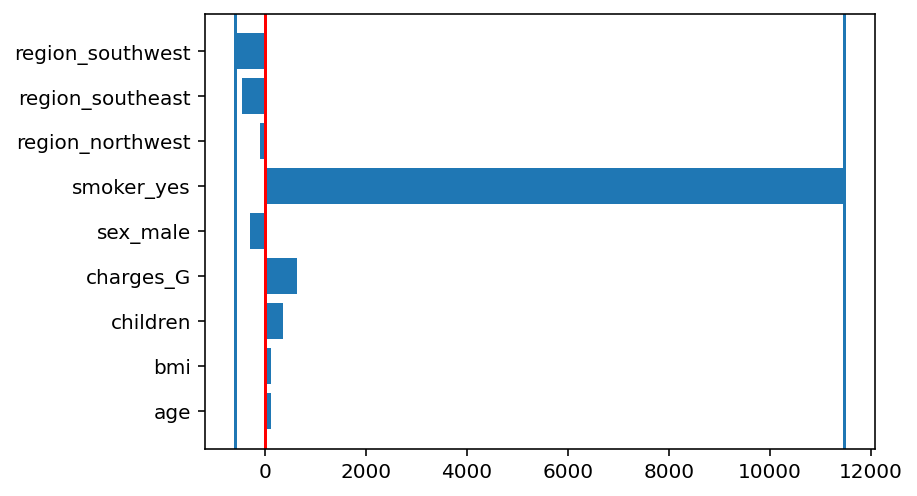 region_southwest
region_southeast
region_northwest
smoker_yes
sex_male
charges_G
children
bmi
age
0 2000 4000 6000 8000 10000 12000